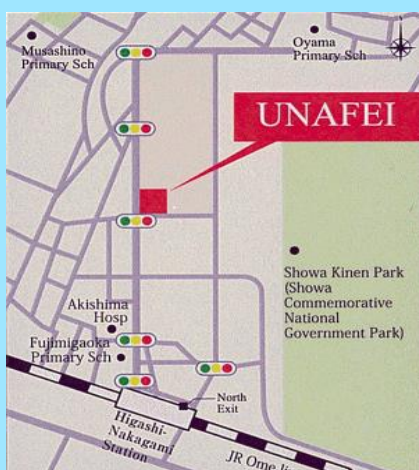 Musashino
Primary Sch
Oyama
Primary Sch
UNAFEI
Showa Kinen Park
(Showa
Commemorative
National
Government Park)
Akishima
Hosp
Fujimigaoka
Primary Sch
North
Exit
Higashi-
Nakagami
Station
JR Ome li